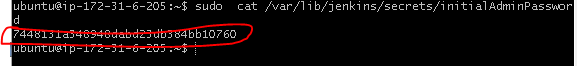 ubuntu@ip-172-31-6-205:~$ sudo  cat /var/lib/jenkins/secrets/initialAdminPasswor
d
ubuntu@ip-172-31-6-205:~$